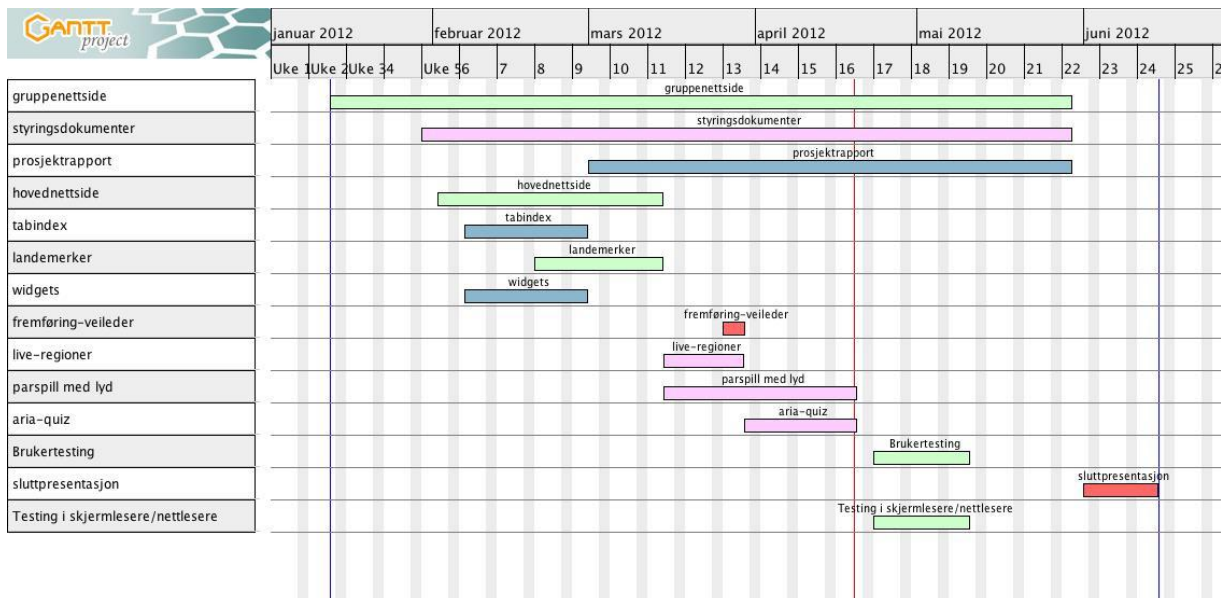 GANTT
project
januar 2012 februar 2012 mars 2012 april 2012 mai 2012 juni 2012
Uke 1 Uke 2 Uke 3 4 Uke 5 6 7 8 9 10 11 12 13 14 15 16 17 18 19 20 21 22 23 24 25 2
gruppenettside gruppenettside
styringsdokumenter styringsdokumenter
prosjektrapport prosjektrapport
hovednettside hovednettside
tabindex tabindex
landemerker landemerker
widgets widgets
fremføring-veileder fremføring-veileder
live-regioner live-regioner
parspill med lyd parspill med lyd
aria-quiz aria-quiz
Brukertesting Brukertesting
sluttpresentasjon sluttpresentasjon
Testing i skjermlesere/nettlesere Testing i skjermlesere/nettlesere